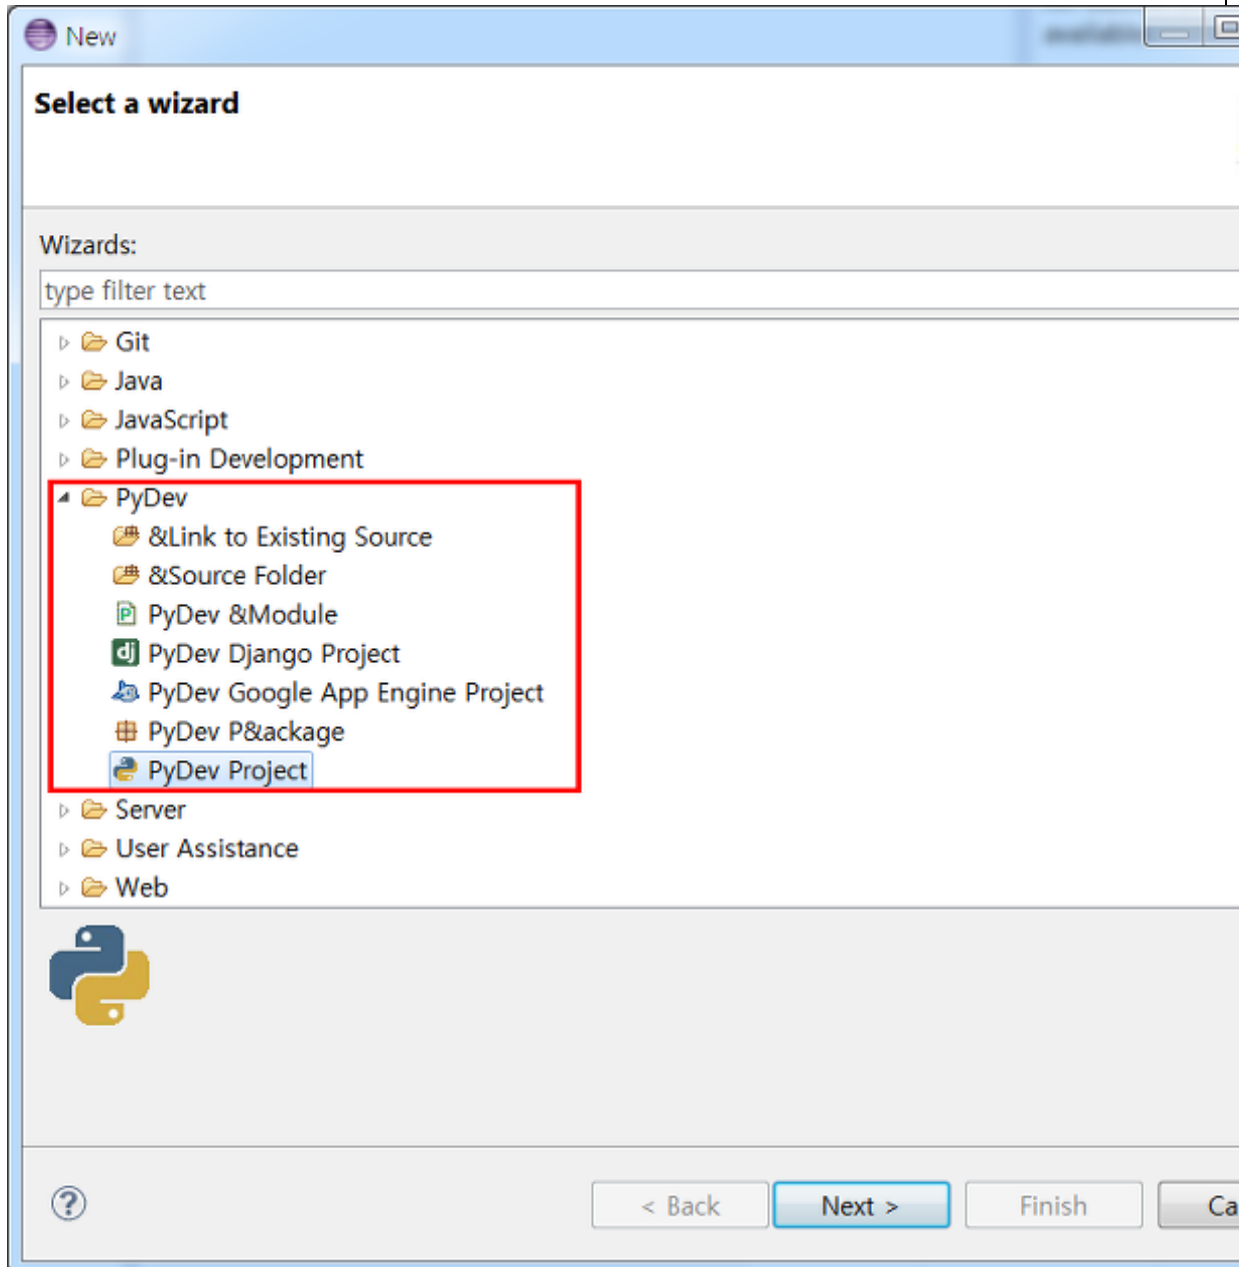 New
Select a wizard
Wizards:
type filter text
Git
Java
JavaScript
Plug-in Development
PyDev
&Link to Existing Source
&Source Folder
PyDev &Module
dj PyDev Django Project
PyDev Google App Engine Project
PyDev P&ackage
PyDev Project
Server
User Assistance
Web
? < Back Next > Finish Ca